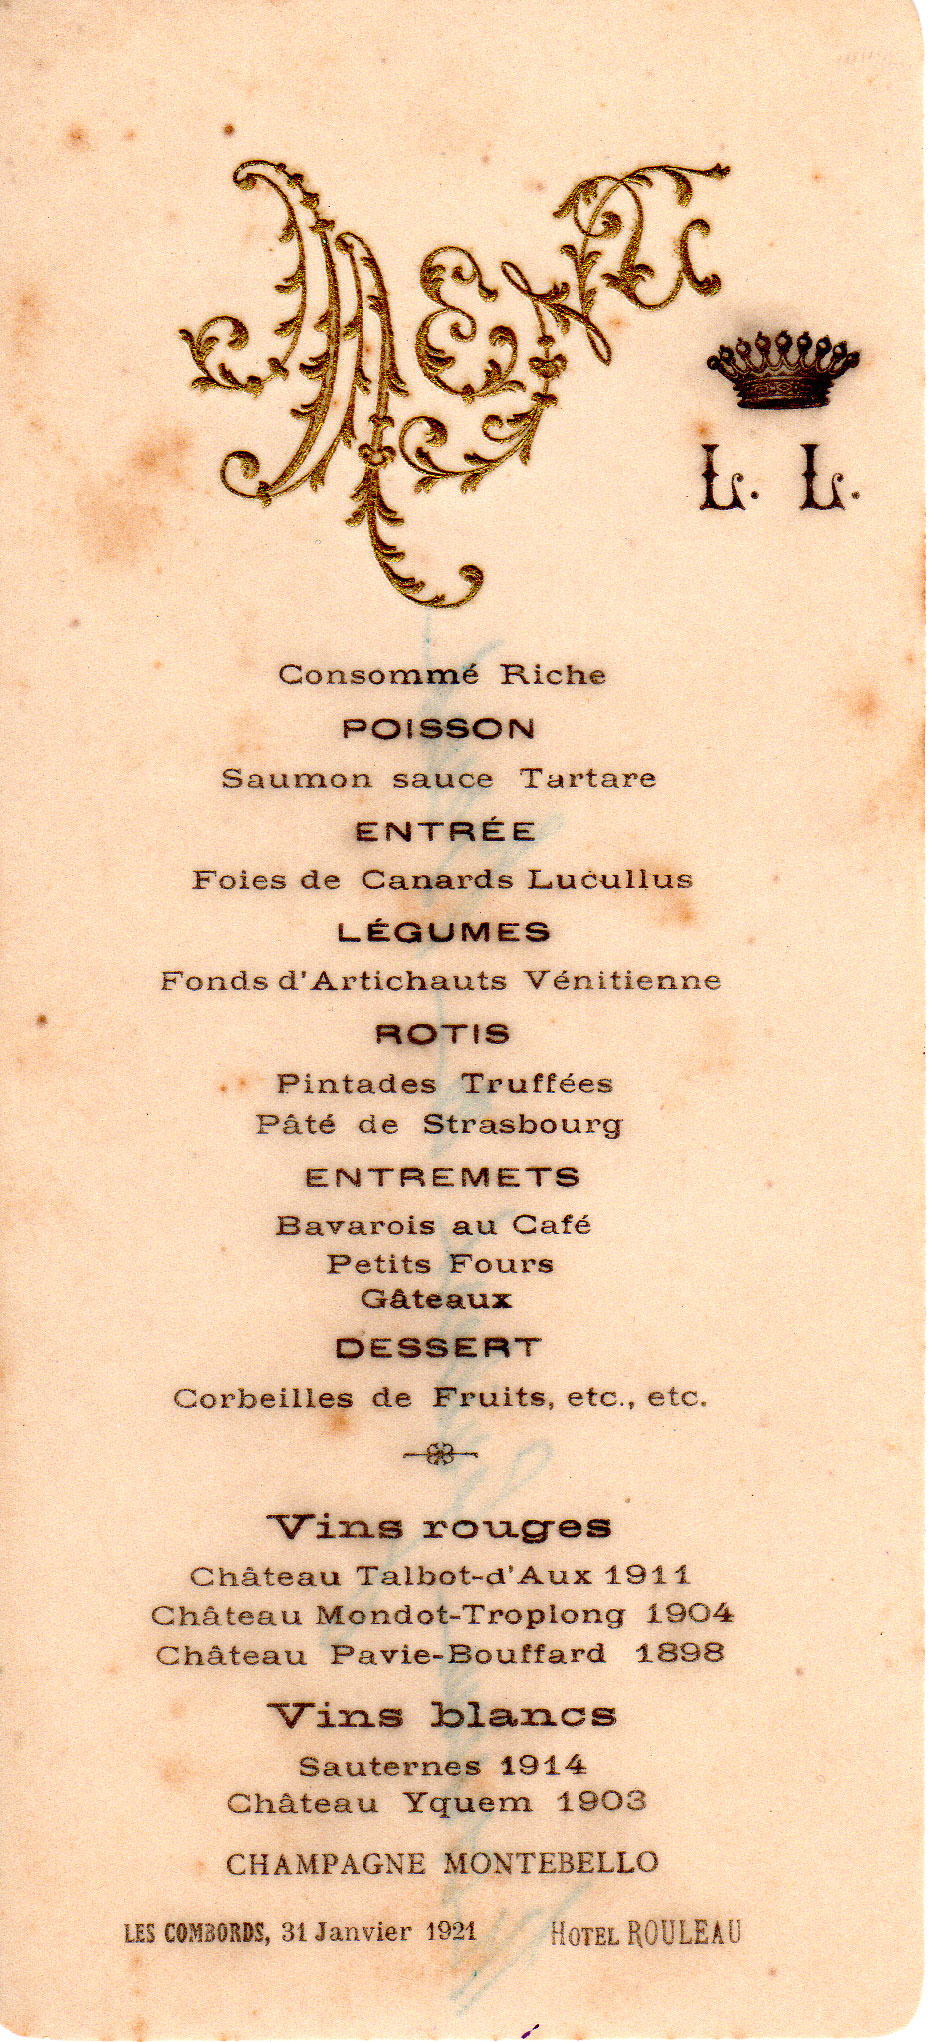 Menu
L. L.
Consommé Riche
POISSON
Saumon sauce Tartare
ENTRÉE
Foies de Canards Lucullus
LÉGUMES
Fonds d'Artichauts Vénitienne
ROTIS
Pintades Truffées
Pâté de Strasbourg
ENTREMETS
Bavarois au Café
Petits Fours
Gâteaux
DESSERT
Corbeilles de Fruits, etc., etc.
Vins rouges
Château Talbot-d'Aux 1911
Château Mondot-Troplong 1904
Château Pavie-Bouffard 1898
Vins blancs
Sauternes 1914
Château Yquem 1903
CHAMPAGNE MONTEBELLO
LES COMBORDS, 31 Janvier 1921 HOTEL ROULEAU